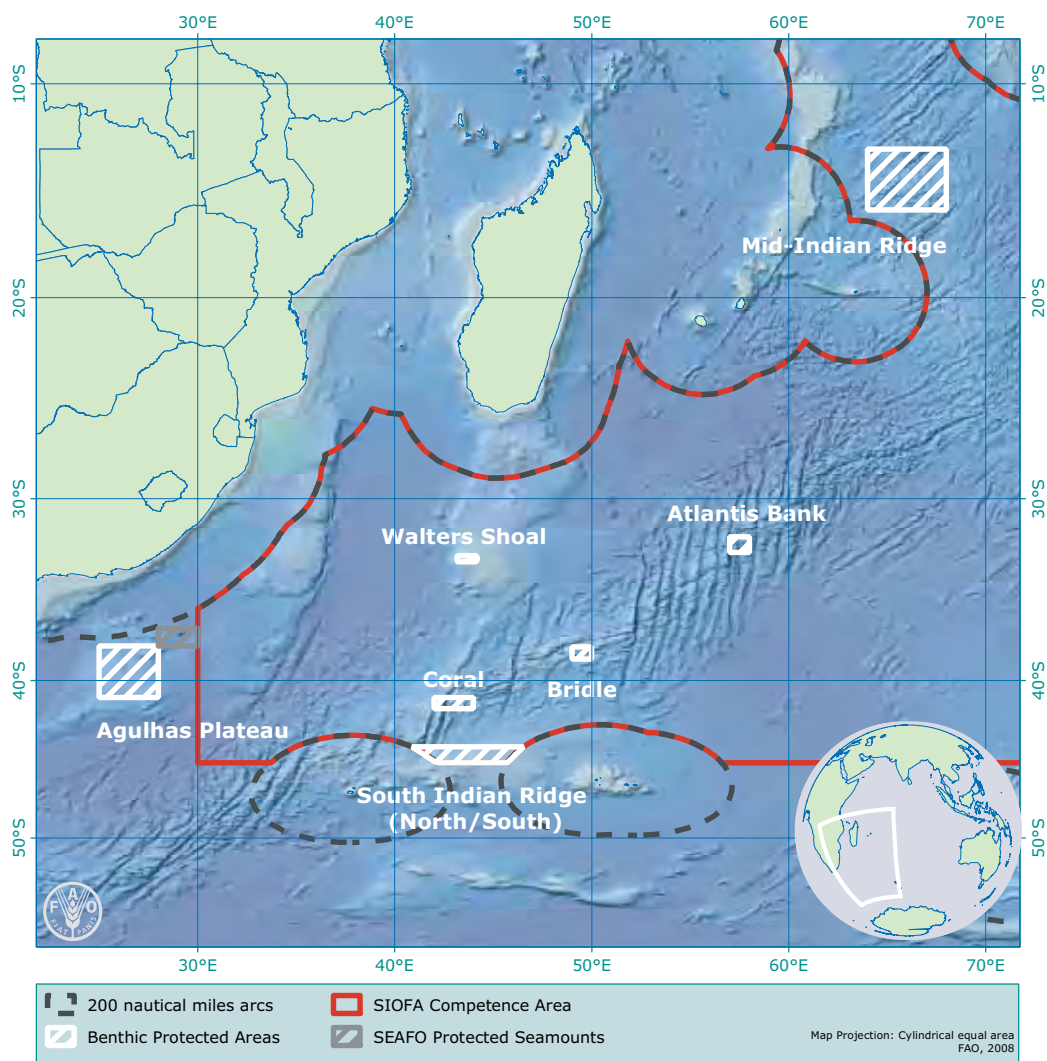 30°E 40°E 50°E 60°E 70°E
10°S 10°S
Mid-Indian Ridge
20°S 20°S
30°S 30°S
Atlantis Bank
Walters Shoal
40°S 40°S
Coral
Bridle
Agulhas Plateau
South Indian Ridge
(North/South)
50°S 50°S
F A O
FIAT PANIS
30°E 40°E 50°E 60°E 70°E
200 nautical miles arcs
SIOFA Competence Area
Benthic Protected Areas
SEAFO Protected Seamounts
Map Projection: Cylindrical equal area
FAO, 2008